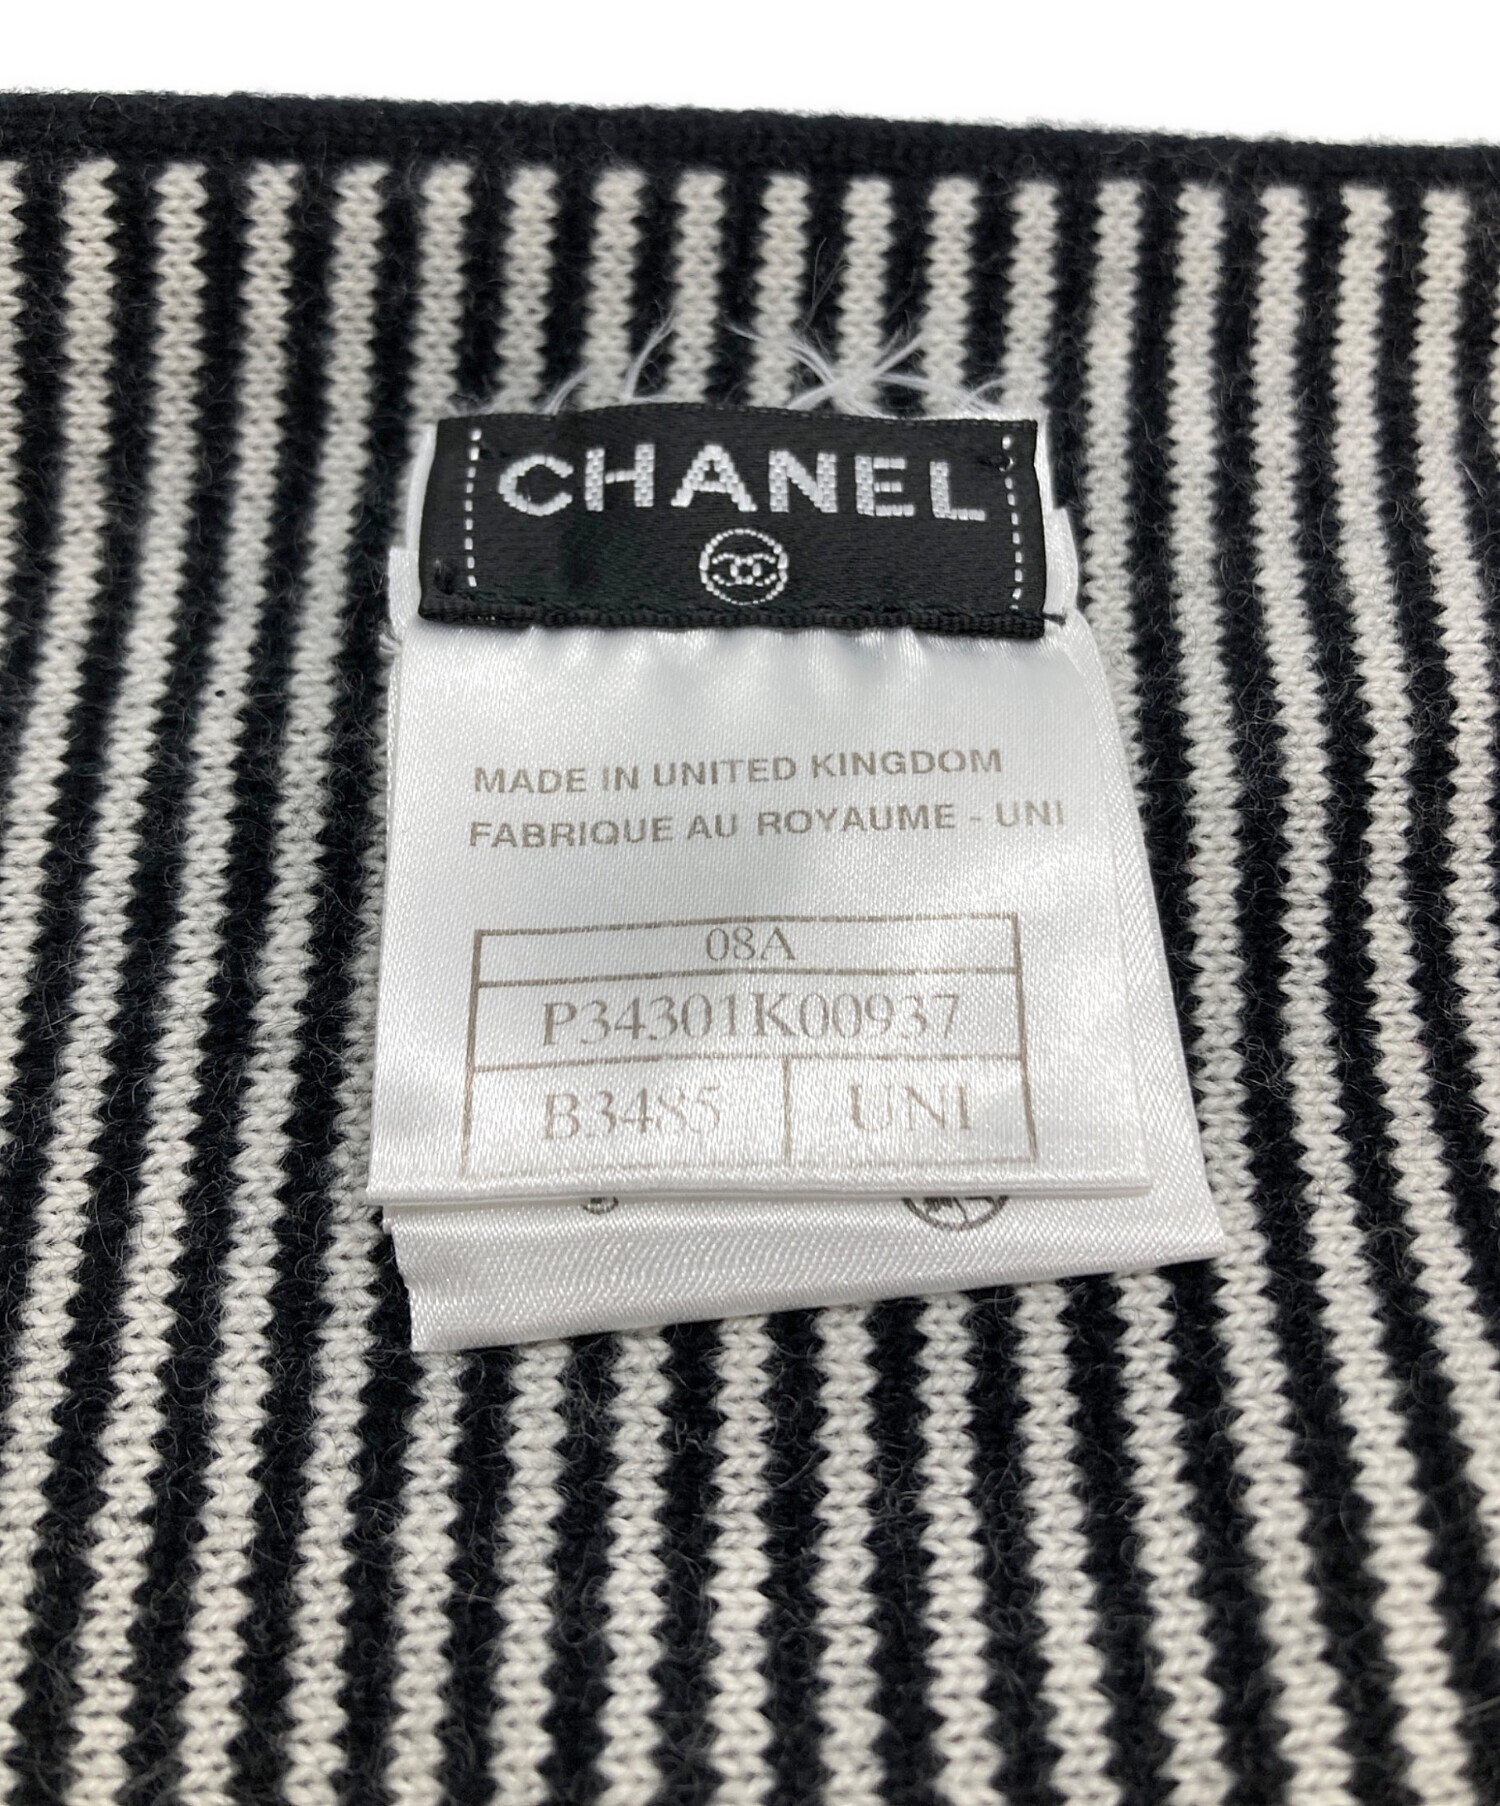 CHANEL
MADE IN UNITED KINGDOM
FABRIQUE AU ROYAUME - UNI
08A
P34301K00937
B3485 UNI